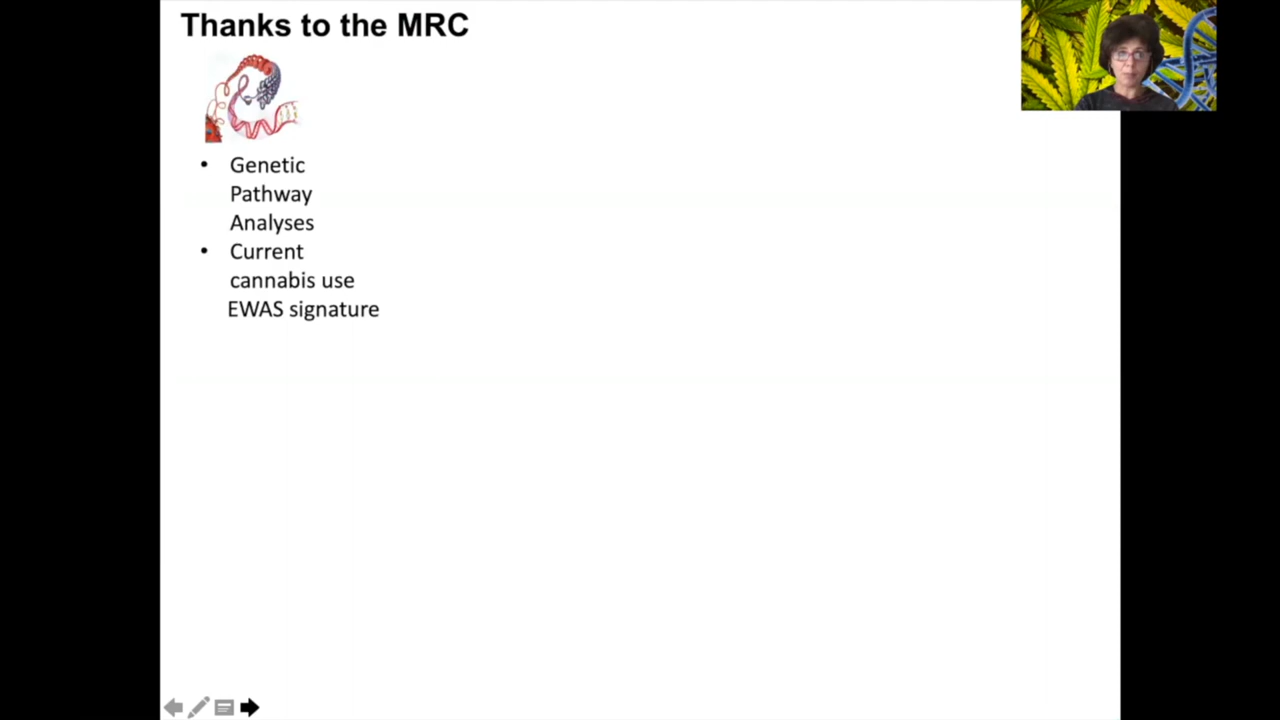 Thanks to the MRC
• Genetic
Pathway
Analyses
• Current
cannabis use
EWAS signature